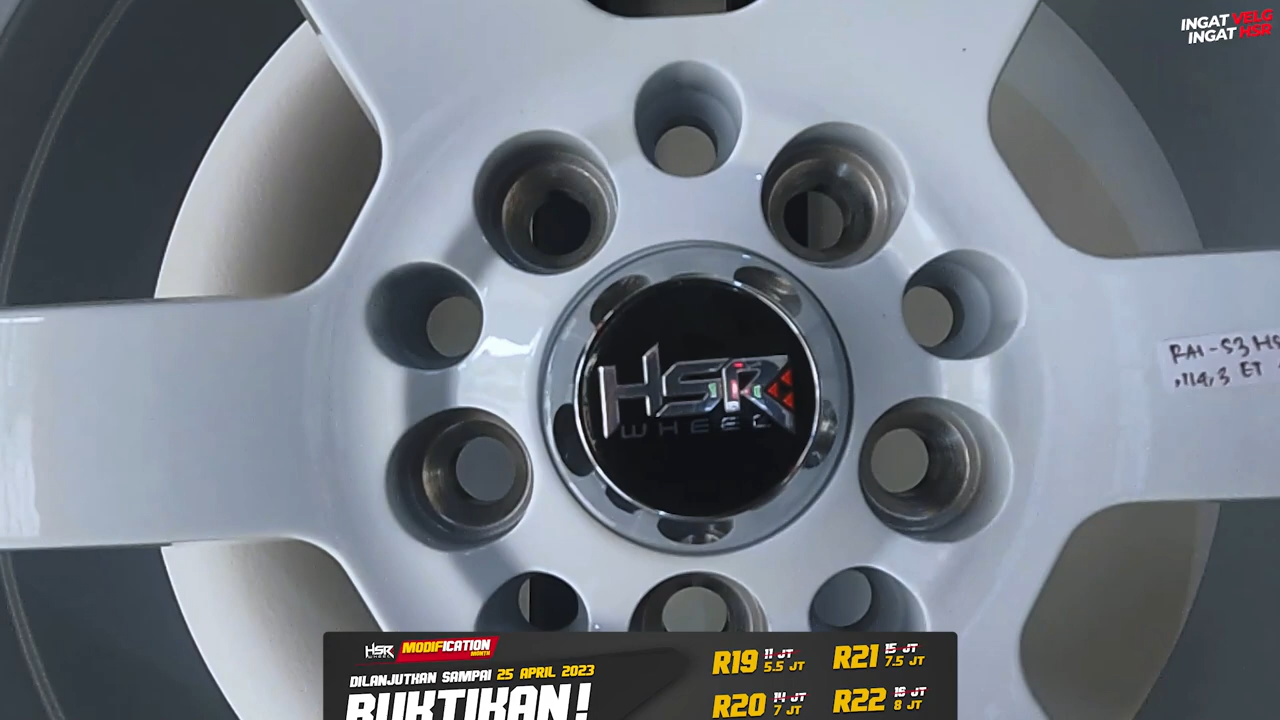 INGAT VELG
INGAT HSR
HSR
WHEEL
RAI-S3 HS
,114,3 ET
HSR
WHEEL
MODIFICATION
MONTH
DILANJUTKAN SAMPAI 25 APRIL 2023
BUKTIKAN!
R19 11 JT
5.5 JT
R21 15 JT
7.5 JT
R20 14 JT
7 JT
R22 16 JT
8 JT